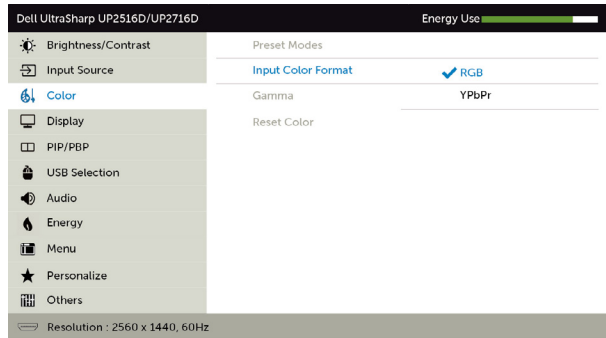 Dell UltraSharp UP2516D/UP2716D Energy Use
Brightness/Contrast Preset Modes
Input Source Input Color Format RGB
Color Gamma YPbPr
Display Reset Color
PIP/PBP
USB Selection
Audio
Energy
Menu
Personalize
Others
Resolution : 2560 x 1440, 60Hz